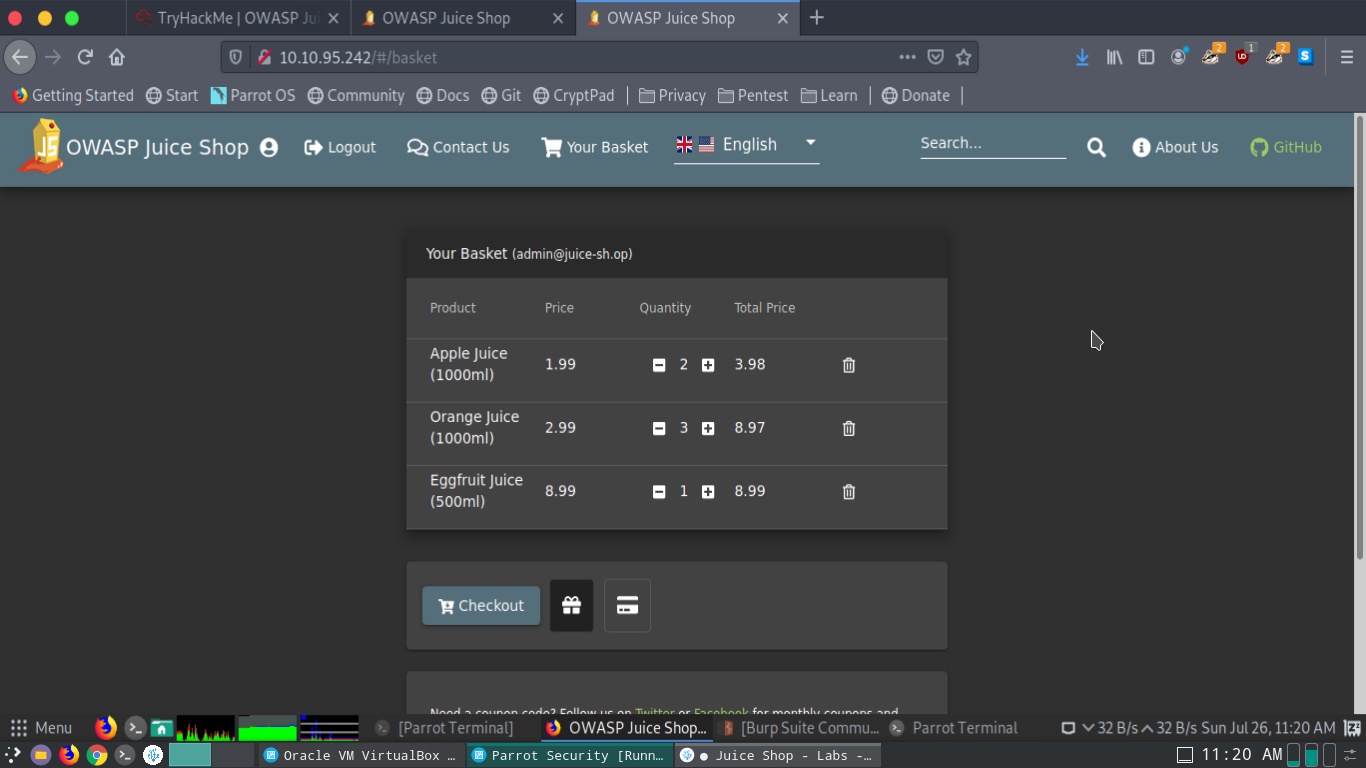 TryHackMe | OWASP Jui
OWASP Juice Shop
OWASP Juice Shop
10.10.95.242/#/basket
2 1 2 S
Getting Started Start Parrot OS Community Docs Git CryptPad Privacy Pentest Learn Donate
JS
OWASP Juice Shop Logout Contact Us Your Basket English Search... About Us GitHub
Your Basket (admin@juice-sh.op)
Product Price Quantity Total Price
Apple Juice
(1000ml) 1.99 2 3.98
Orange Juice
(1000ml) 2.99 3 8.97
Eggfruit Juice
(500ml) 8.99 1 8.99
Checkout
Need a coupon code? Follow us on Twitter or Facebook for monthly coupons and
Menu [Parrot Terminal] OWASP Juice Shop... [Burp Suite Commu... Parrot Terminal 32 B/s 32 B/s Sun Jul 26, 11:20 AM
Oracle VM VirtualBox … Parrot Security [Runn… ● Juice Shop - Labs -… 11:20 AM